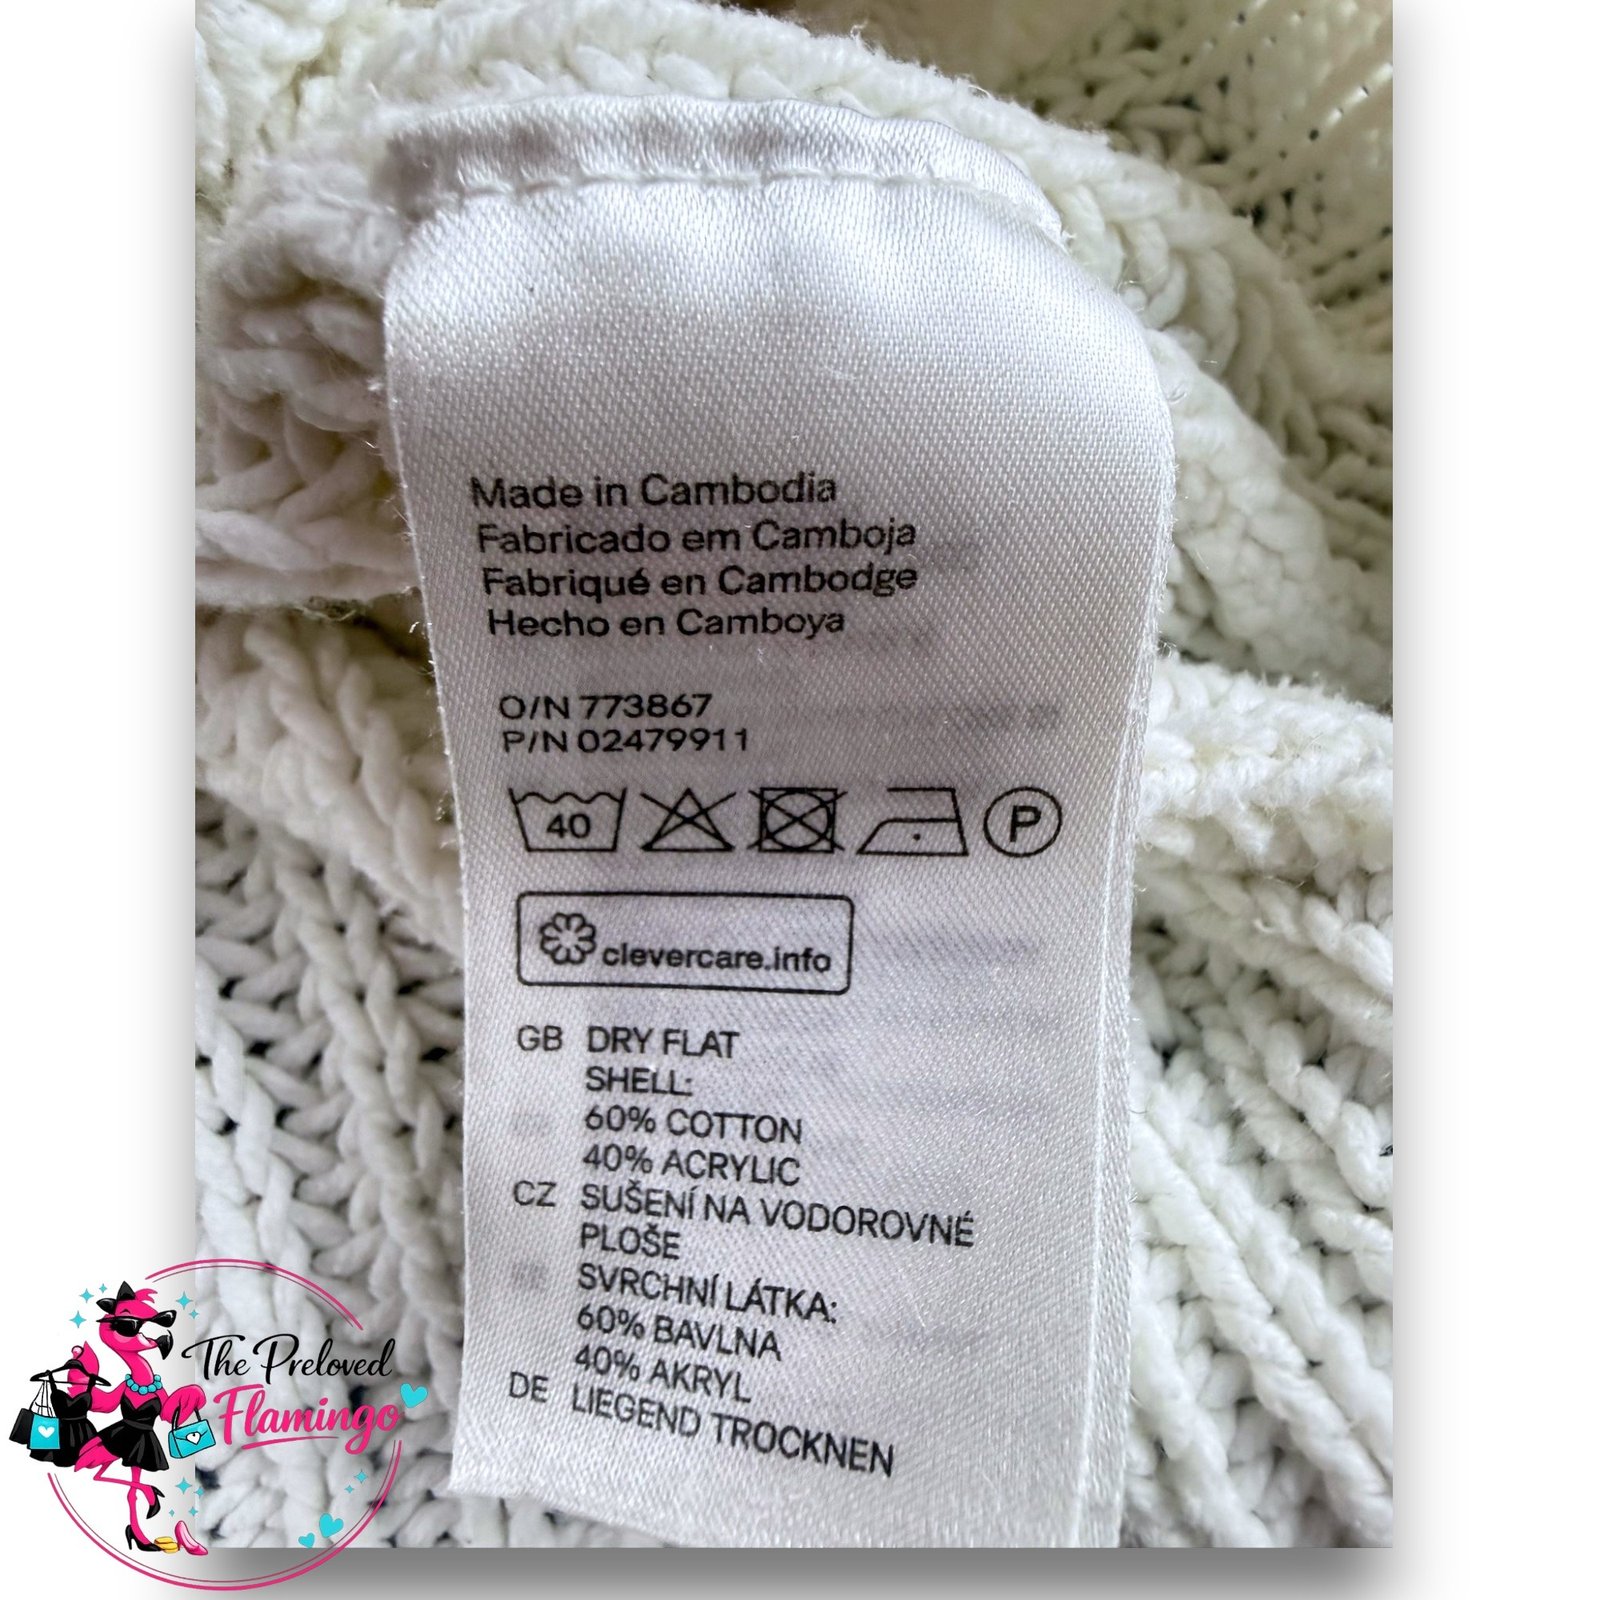 Made in Cambodia
Fabricado em Camboja
Fabriqué en Cambodge
Hecho en Camboya
O/N 773867
P/N 02479911
40 P
clevercare.info
GB DRY FLAT
SHELL:
60% COTTON
40% ACRYLIC
CZ SUŠENÍ NA VODOROVNÉ
PLOŠE
SVRCHNÍ LÁTKA:
60% BAVLNA
40% AKRYL
DE LIEGEND TROCKNEN
The Preloved
Flamingo